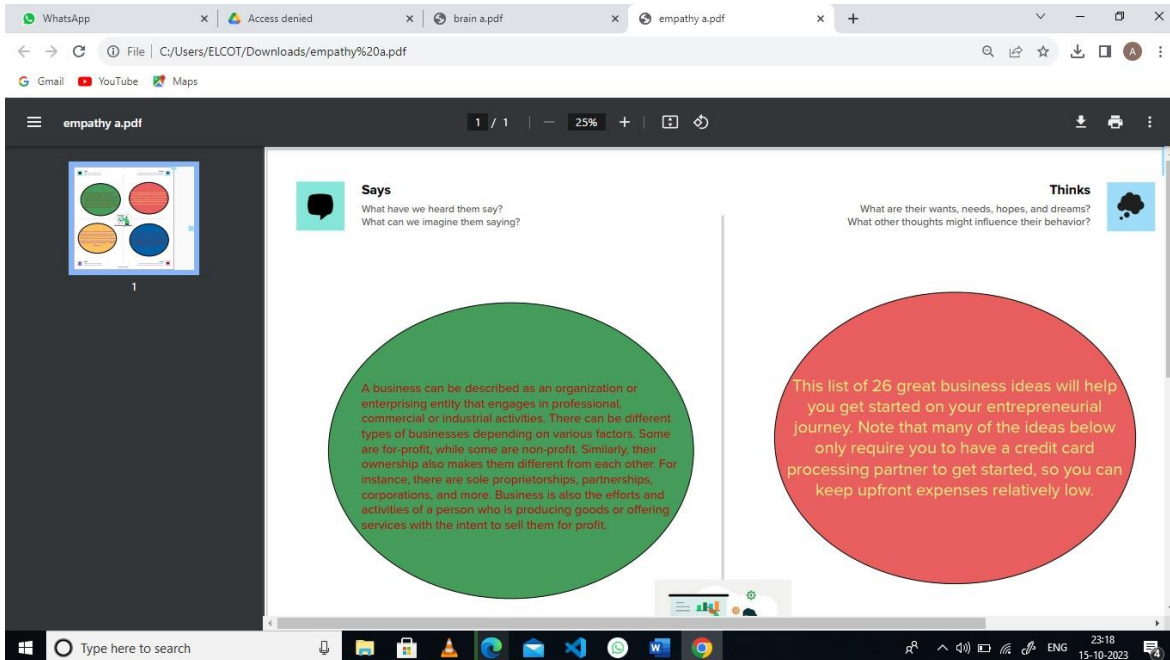 WhatsApp
Access denied
brain a.pdf
empathy a.pdf
File | C:/Users/ELCOT/Downloads/empathy%20a.pdf
A
Gmail
YouTube
Maps
empathy a.pdf
1 / 1
25%
1
Says
What have we heard them say?
What can we imagine them saying?
Thinks
What are their wants, needs, hopes, and dreams?
What other thoughts might influence their behavior?
A business can be described as an organization or
enterprising entity that engages in professional,
commercial or industrial activities. There can be different
types of businesses depending on various factors. Some
are for-profit, while some are non-profit. Similarly, their
ownership also makes them different from each other. For
instance, there are sole proprietorships, partnerships,
corporations, and more. Business is also the efforts and
activities of a person who is producing goods or offering
services with the intent to sell them for profit.
This list of 26 great business ideas will help
you get started on your entrepreneurial
journey. Note that many of the ideas below
only require you to have a credit card
processing partner to get started, so you can
keep upfront expenses relatively low.
Type here to search
ENG
23:18
15-10-2023
4